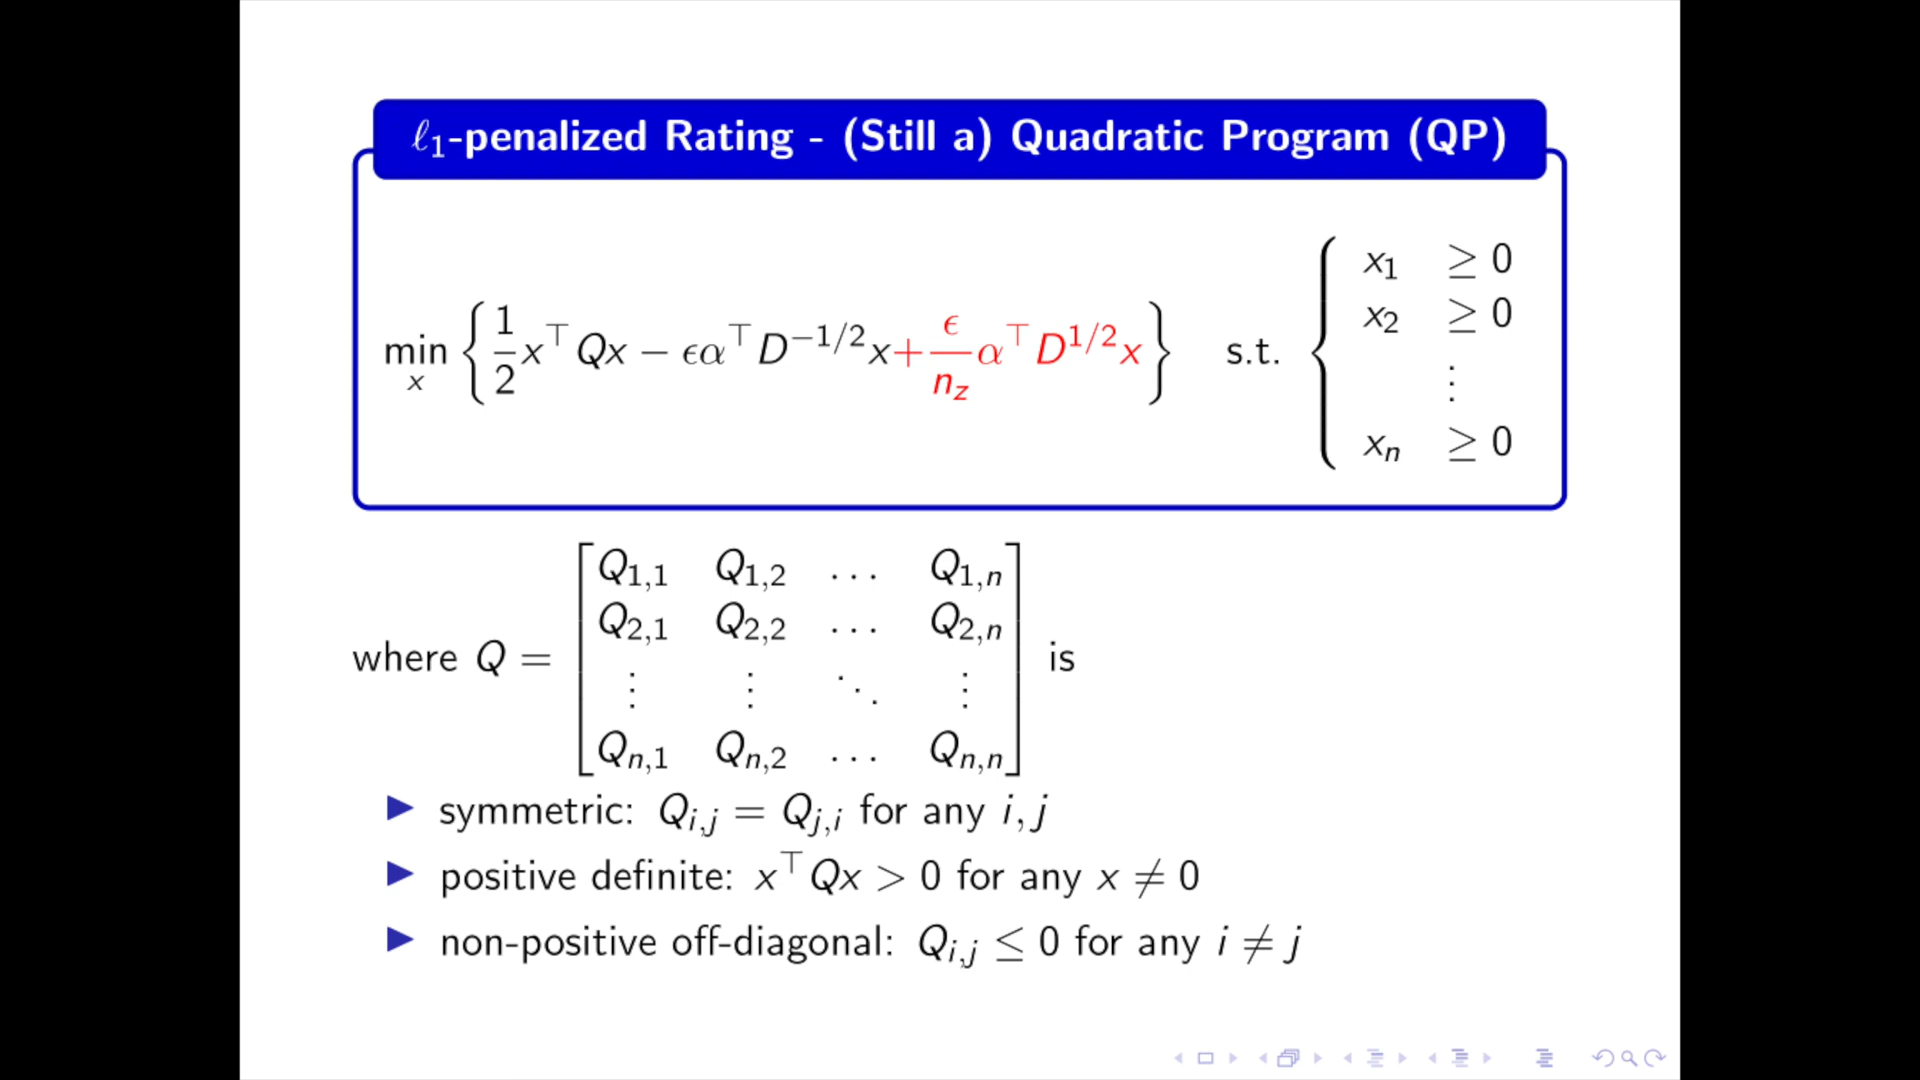 ℓ₁-penalized Rating - (Still a) Quadratic Program (QP)
min_x { 1/2 x^⊤ Qx − ϵα^⊤ D^{−1/2} x + ϵ/n_z α^⊤ D^{1/2} x } s.t. { x₁ ≥ 0
x₂ ≥ 0
⋮
x_n ≥ 0
where Q = [ Q_{1,1} Q_{1,2} … Q_{1,n}
Q_{2,1} Q_{2,2} … Q_{2,n}
⋮ ⋮ ⋱ ⋮
Q_{n,1} Q_{n,2} … Q_{n,n} ] is
▶ symmetric: Q_{i,j} = Q_{j,i} for any i, j
▶ positive definite: x^⊤ Qx > 0 for any x ≠ 0
▶ non-positive off-diagonal: Q_{i,j} ≤ 0 for any i ≠ j